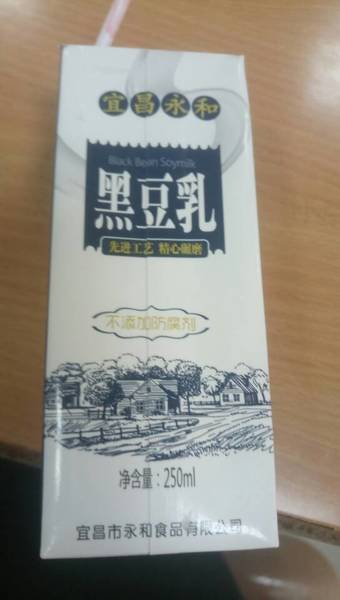 宜昌永和
Black Bean Soymilk
黑豆乳
先进工艺 精心碾磨
不添加防腐剂
净含量：250ml
宜昌市永和食品有限公司